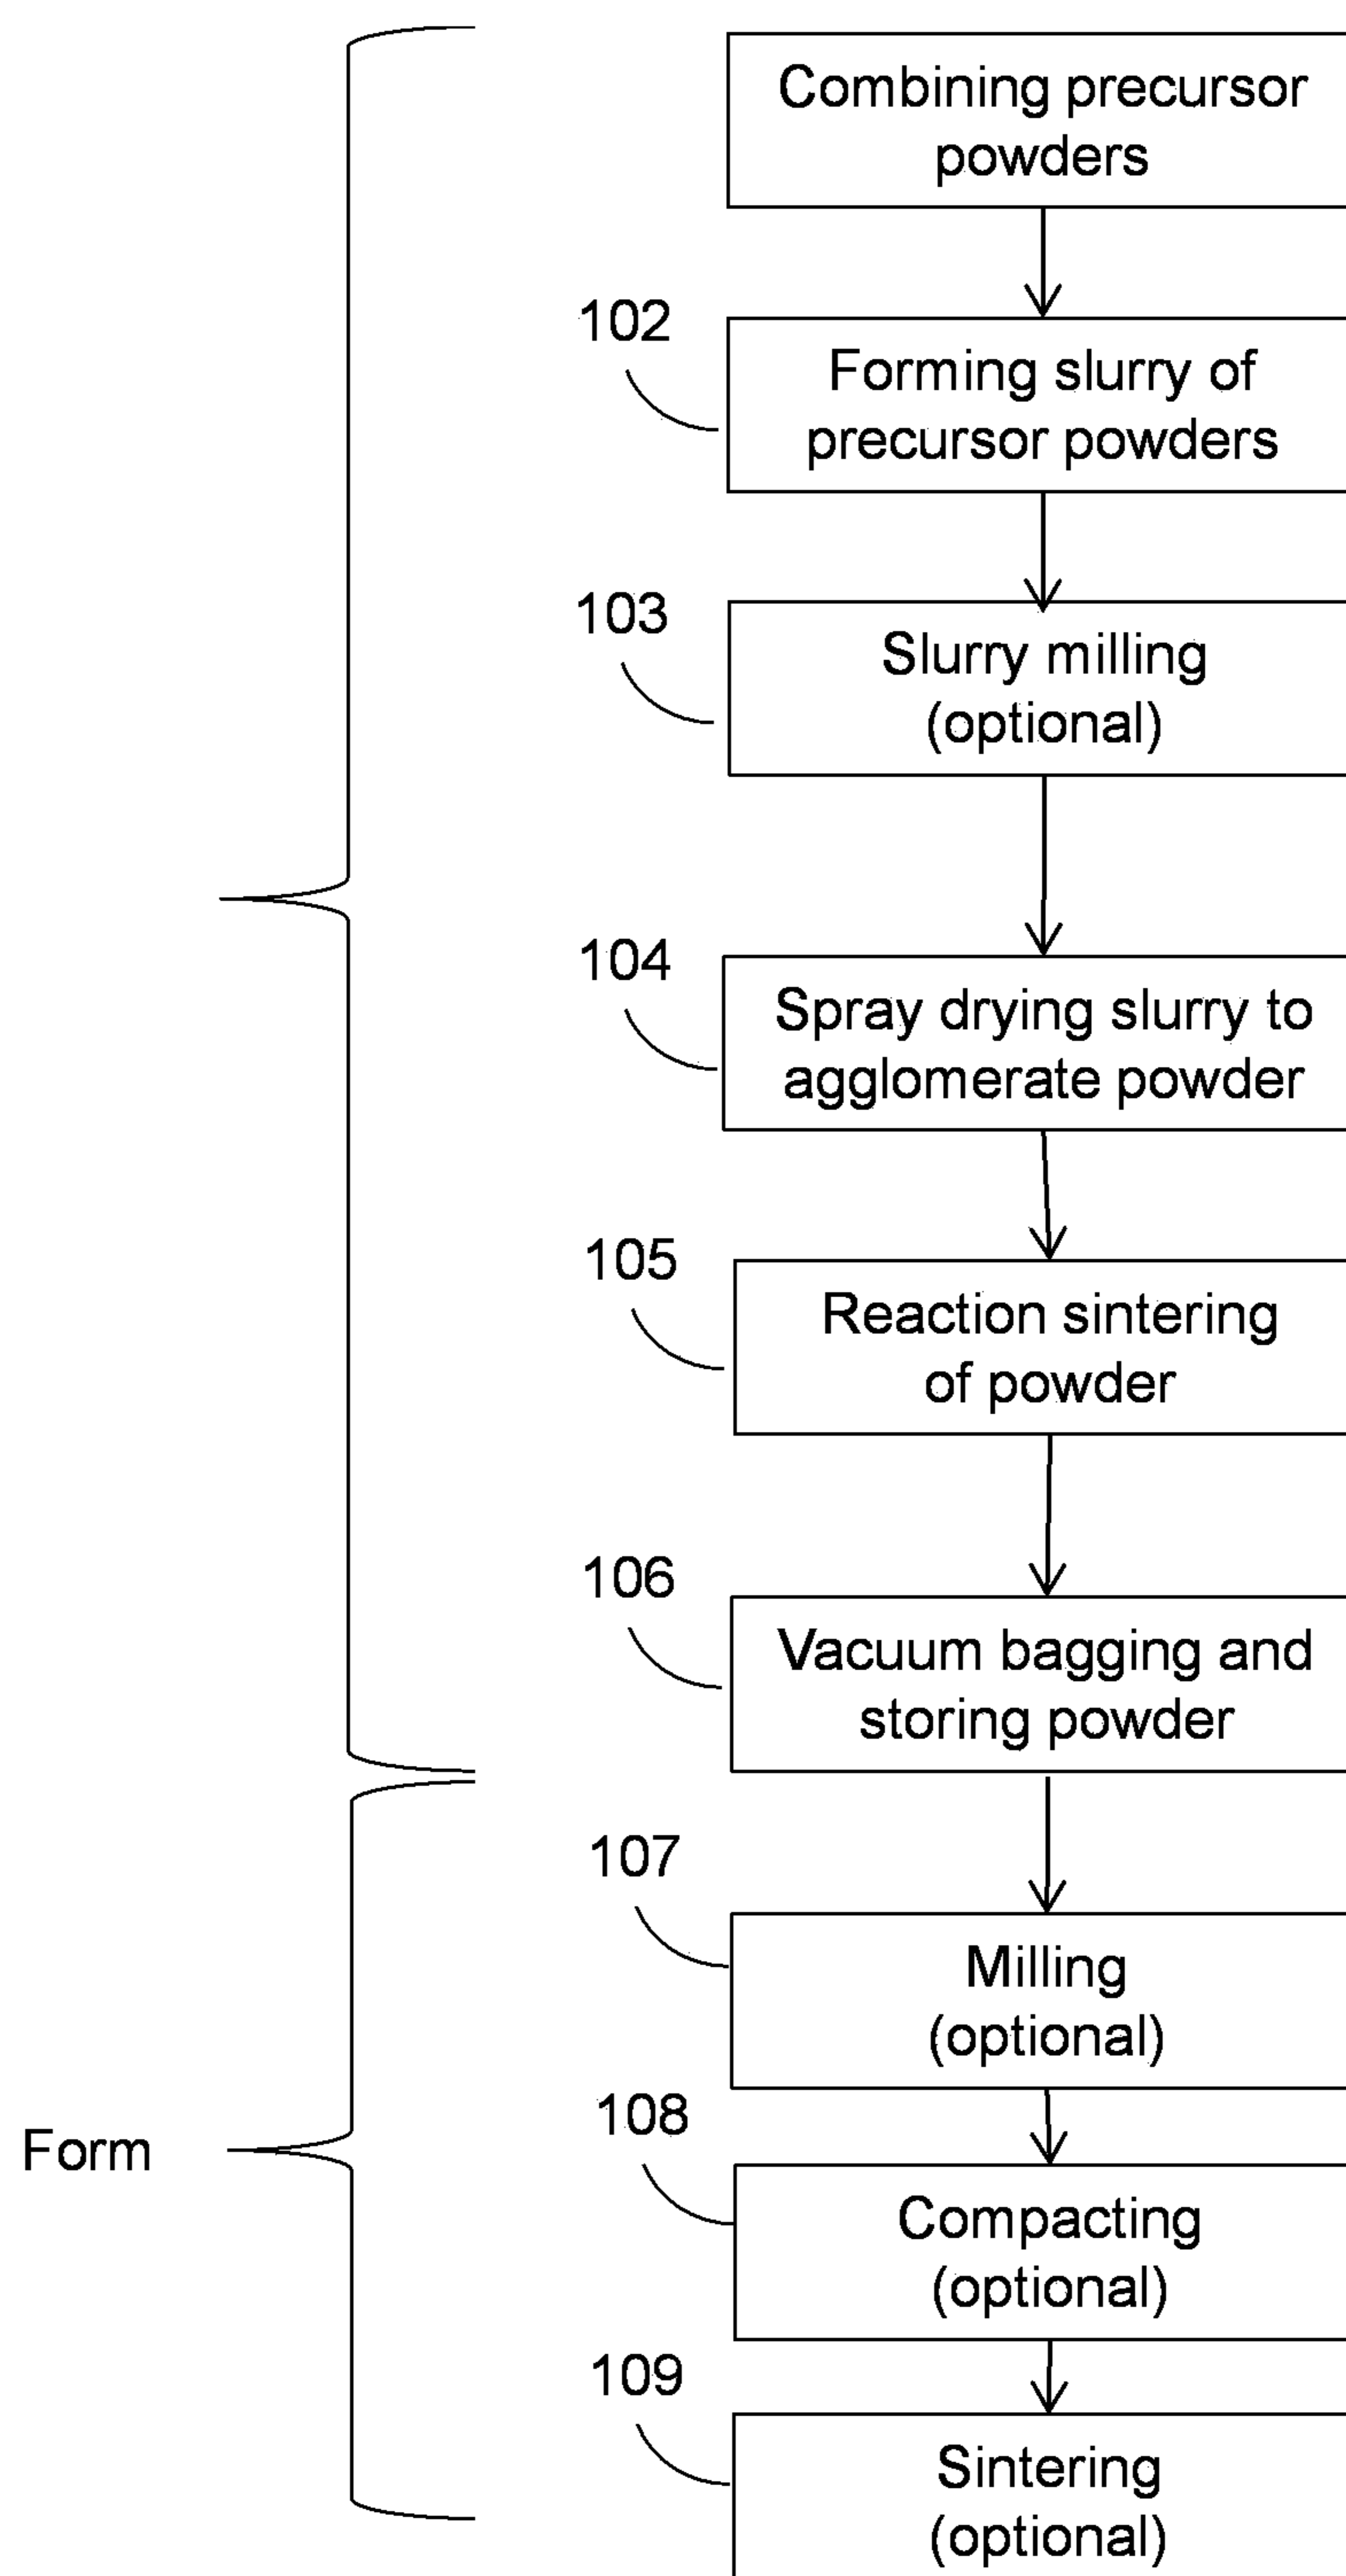 Combining precursor
powders
102
Forming slurry of
precursor powders
103
Slurry milling
(optional)
104
Spray drying slurry to
agglomerate powder
105
Reaction sintering
of powder
106
Vacuum bagging and
storing powder
107
Milling
(optional)
Form
108
Compacting
(optional)
109
Sintering
(optional)